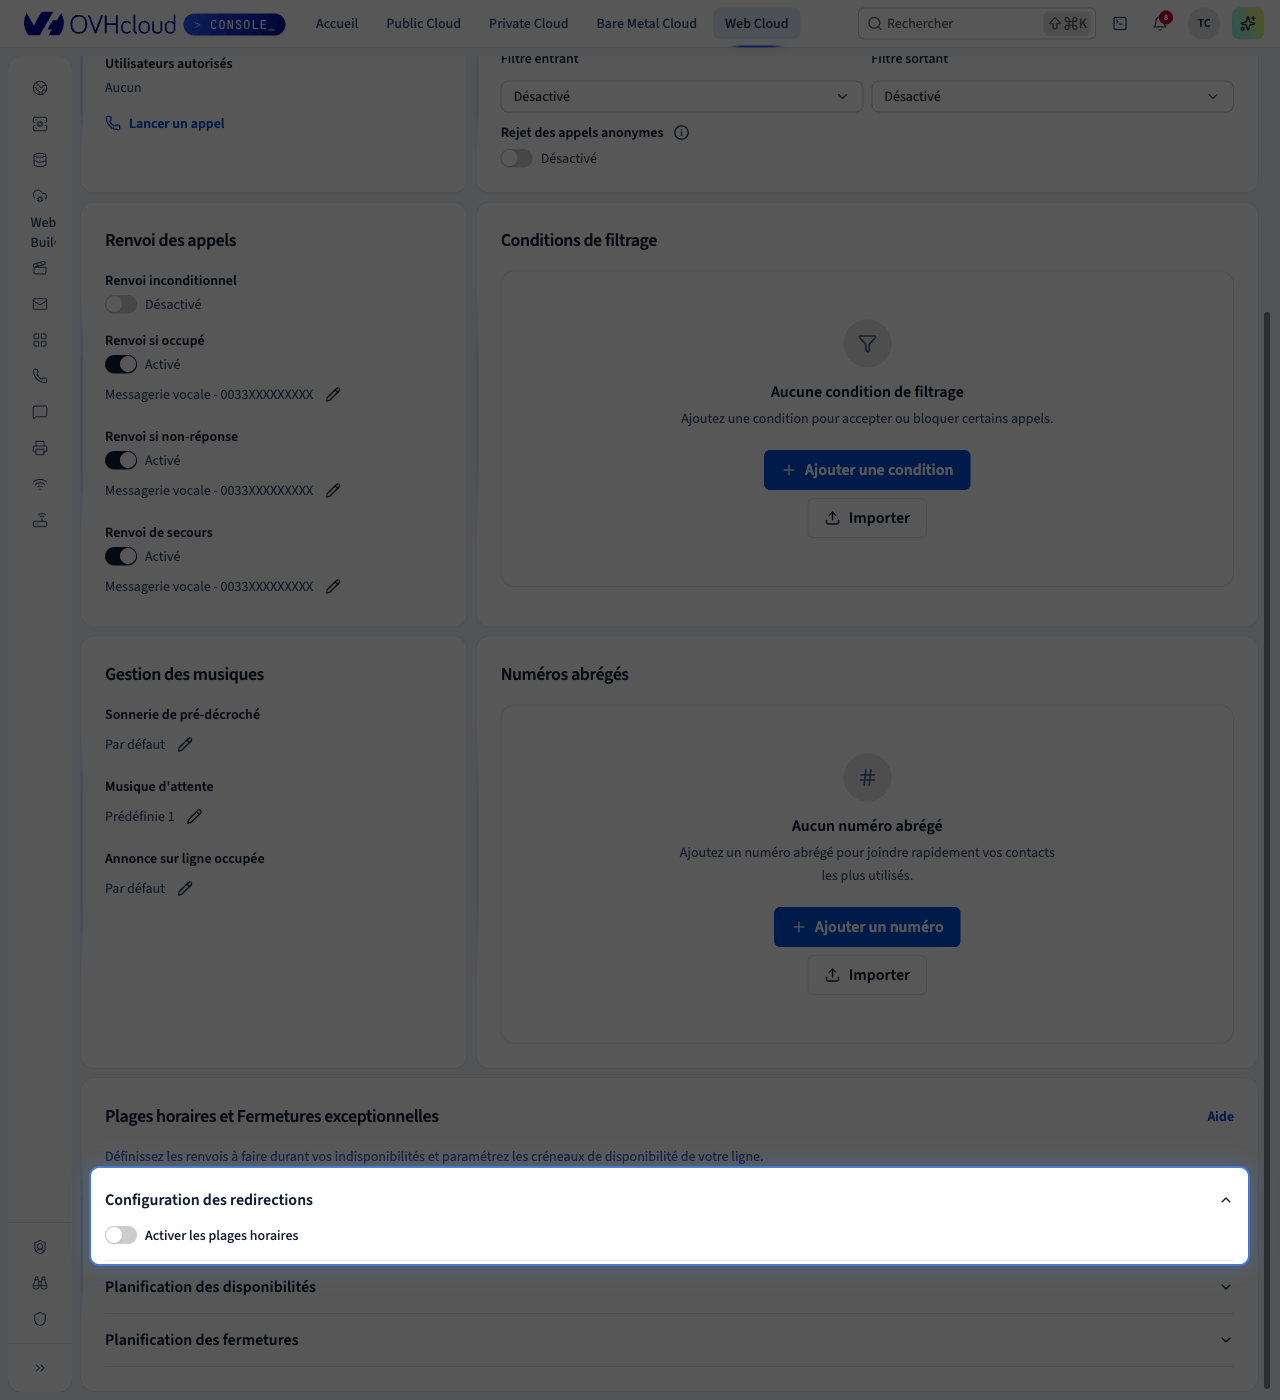 OVHcloud > CONSOLE_ Accueil Public Cloud Private Cloud Bare Metal Cloud Web Cloud Rechercher ⇧⌘K 8 TC
Utilisateurs autorisés
Aucun
Lancer un appel
Filtre entrant Filtre sortant
Désactivé Désactivé
Rejet des appels anonymes
Désactivé
Web
Buil
Renvoi des appels
Renvoi inconditionnel
Désactivé
Renvoi si occupé
Activé
Messagerie vocale - 0033XXXXXXXXX
Renvoi si non-réponse
Activé
Messagerie vocale - 0033XXXXXXXXX
Renvoi de secours
Activé
Messagerie vocale - 0033XXXXXXXXX
Conditions de filtrage
Aucune condition de filtrage
Ajoutez une condition pour accepter ou bloquer certains appels.
+ Ajouter une condition
Importer
Gestion des musiques
Sonnerie de pré-décroché
Par défaut
Musique d'attente
Prédéfinie 1
Annonce sur ligne occupée
Par défaut
Numéros abrégés
#
Aucun numéro abrégé
Ajoutez un numéro abrégé pour joindre rapidement vos contacts
les plus utilisés.
+ Ajouter un numéro
Importer
Plages horaires et Fermetures exceptionnelles Aide
Définissez les renvois à faire durant vos indisponibilités et paramétrez les créneaux de disponibilité de votre ligne.
Configuration des redirections
Activer les plages horaires
Planification des disponibilités
Planification des fermetures